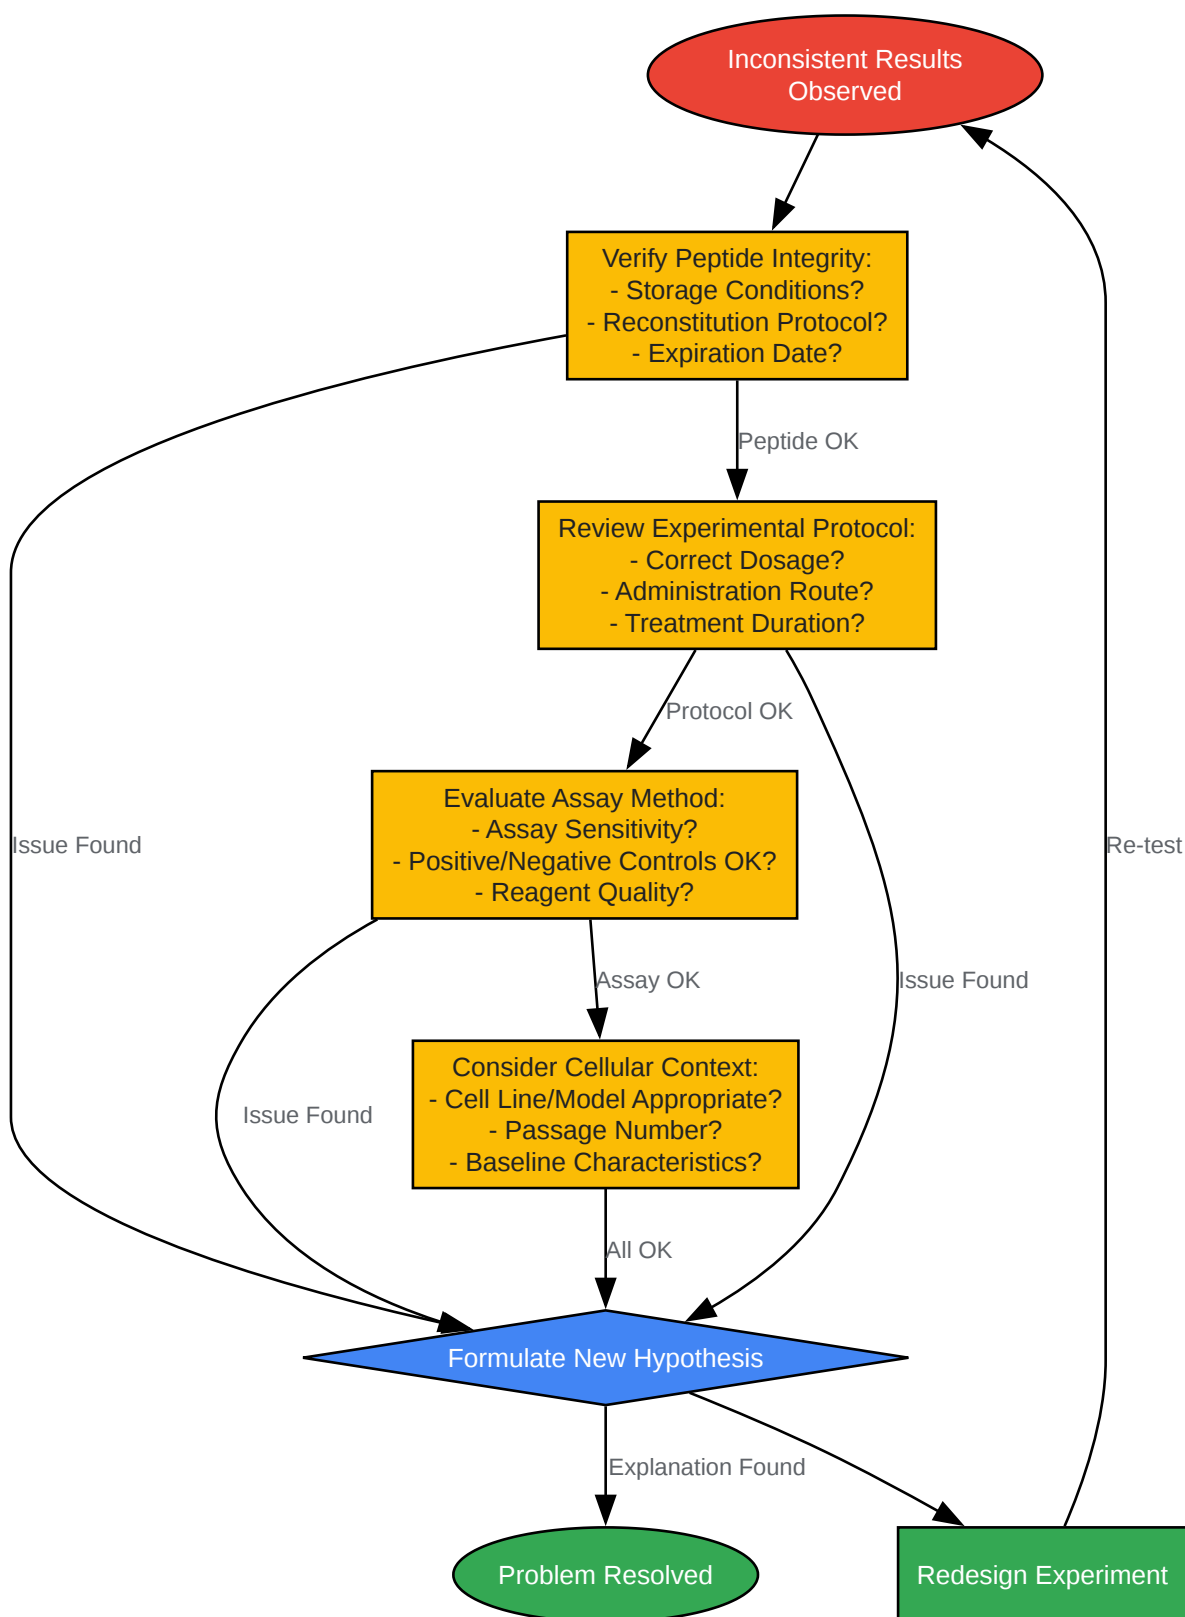 Inconsistent Results
Observed
Verify Peptide Integrity:
- Storage Conditions?
- Reconstitution Protocol?
- Expiration Date?
Peptide OK
Review Experimental Protocol:
- Correct Dosage?
- Administration Route?
- Treatment Duration?
Protocol OK
Evaluate Assay Method:
- Assay Sensitivity?
- Positive/Negative Controls OK?
- Reagent Quality?
Issue Found
Re-test
Assay OK
Issue Found
Consider Cellular Context:
- Cell Line/Model Appropriate?
- Passage Number?
- Baseline Characteristics?
Issue Found
All OK
Formulate New Hypothesis
Explanation Found
Problem Resolved
Redesign Experiment